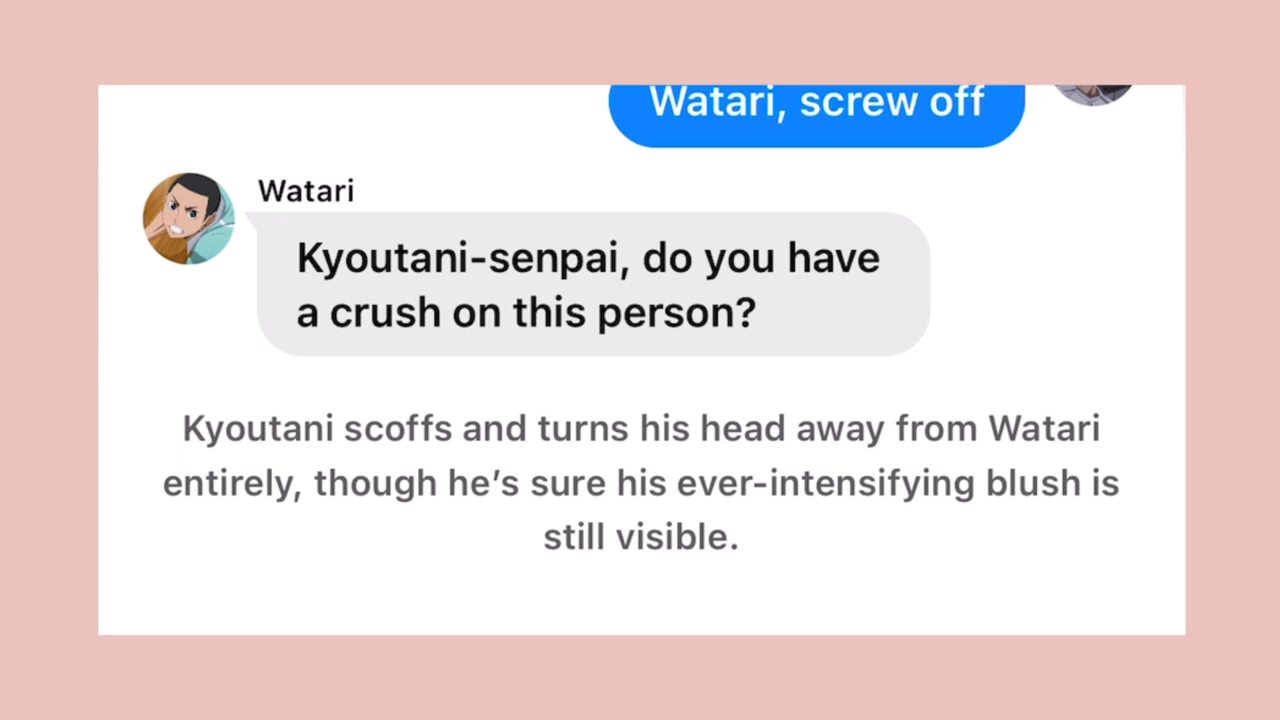 Watari, screw off
Watari
Kyoutani-senpai, do you have
a crush on this person?
Kyoutani scoffs and turns his head away from Watari
entirely, though he’s sure his ever-intensifying blush is
still visible.